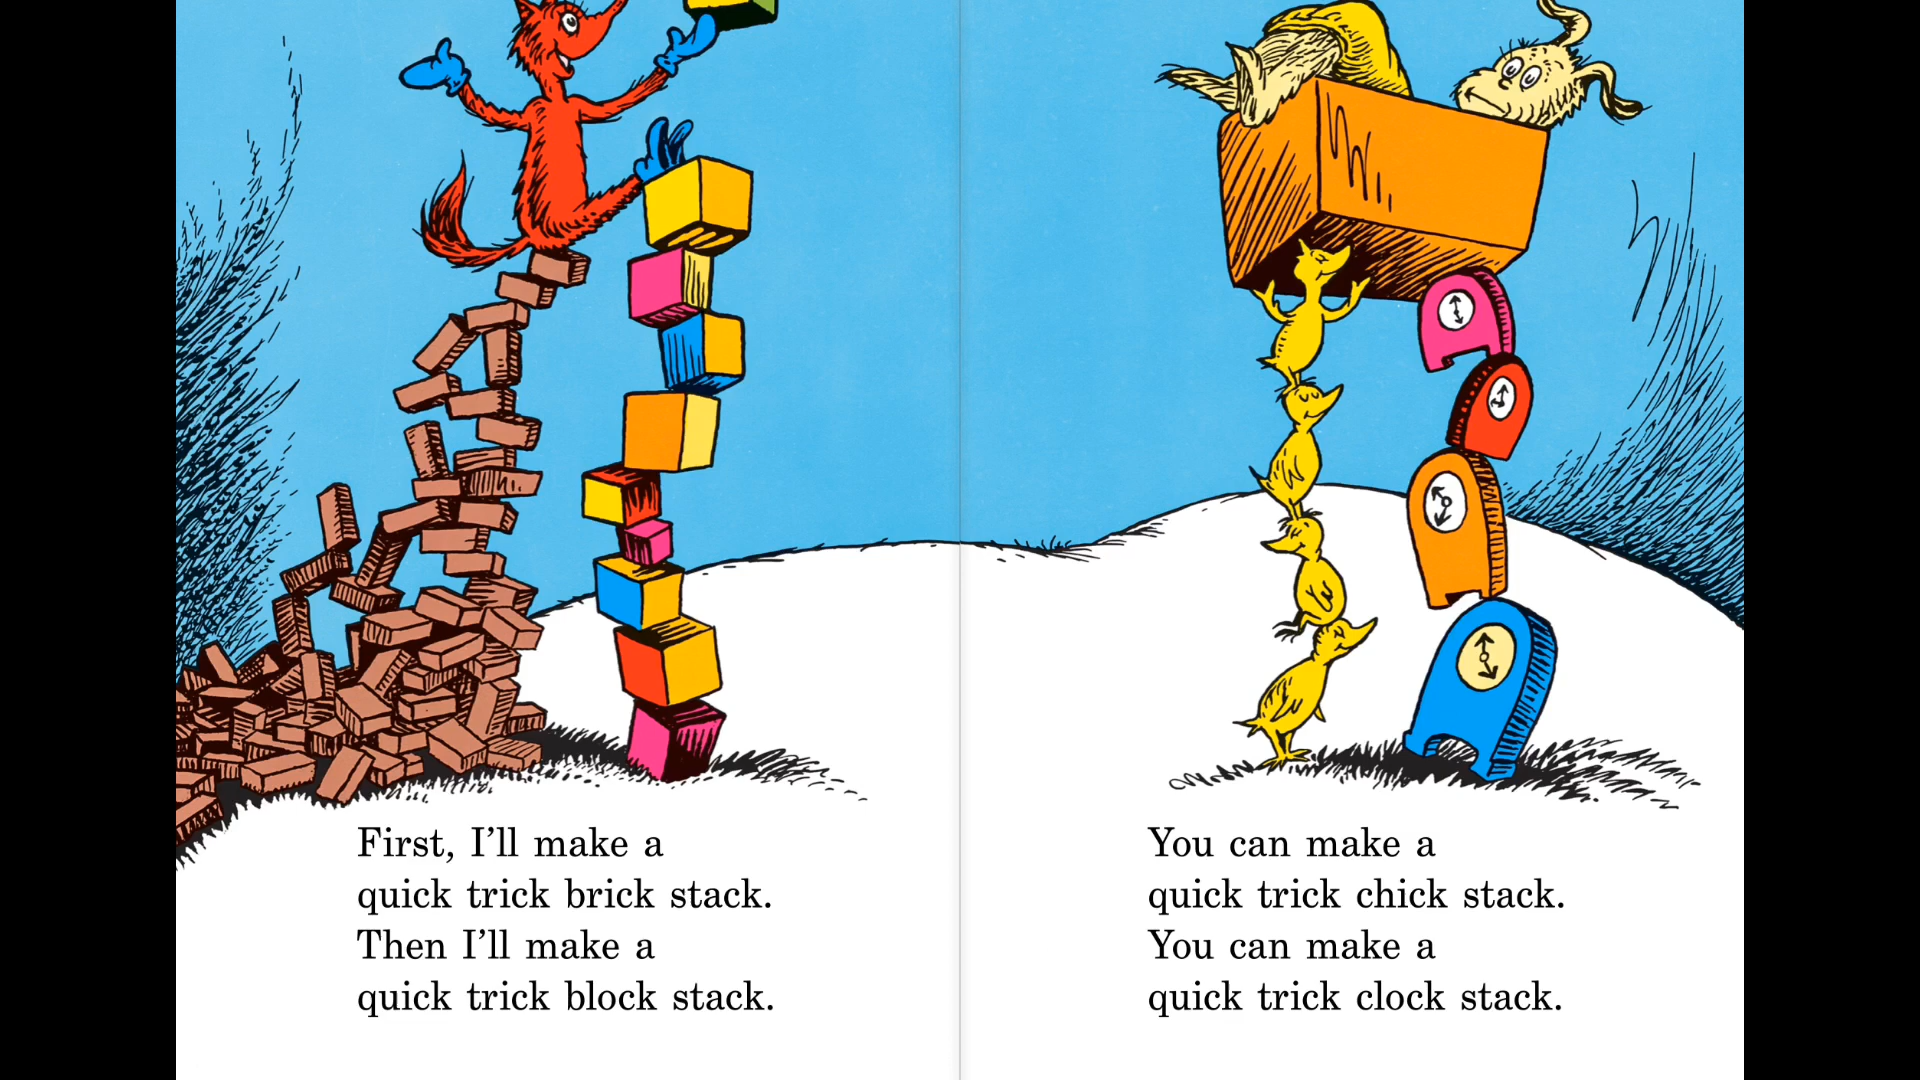 First, I’ll make a
quick trick brick stack.
Then I’ll make a
quick trick block stack.
You can make a
quick trick chick stack.
You can make a
quick trick clock stack.